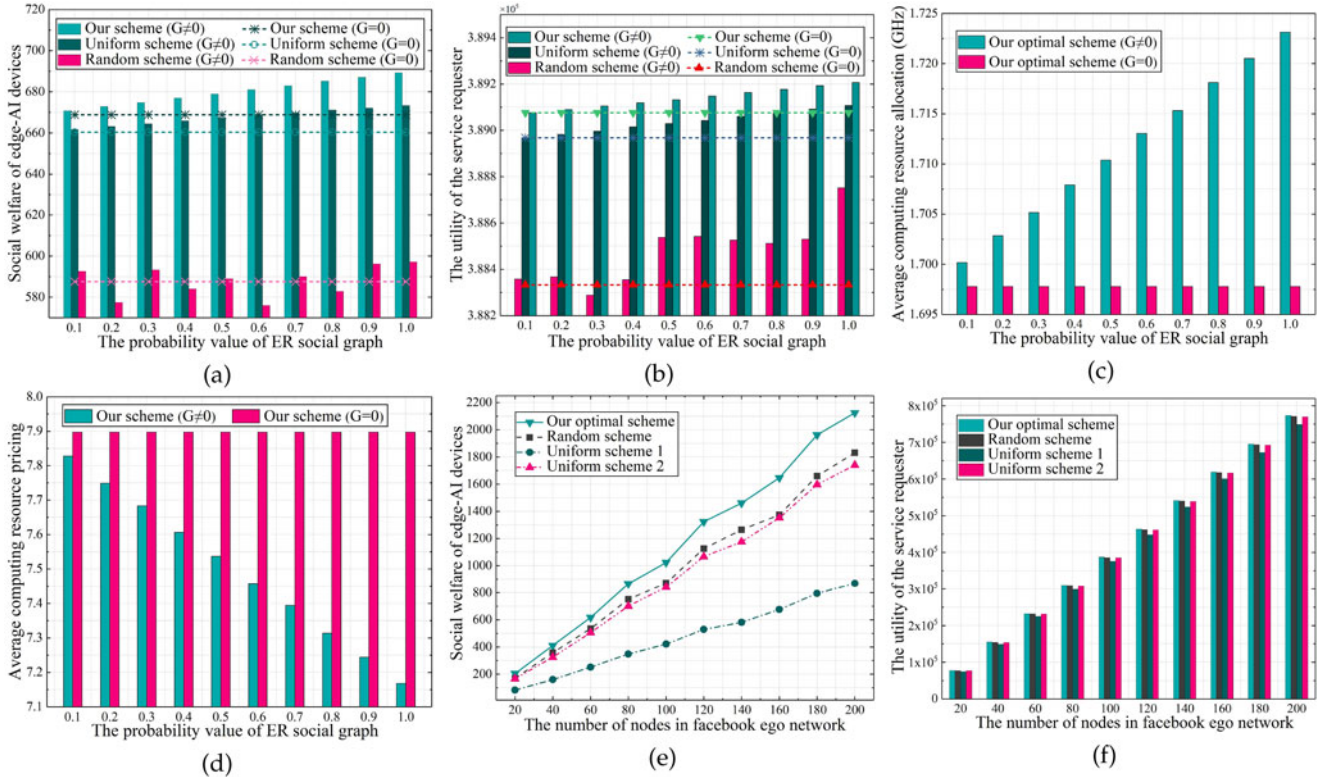 720
700
680
660
640
620
600
580
Social welfare of edge-AI devices
Our scheme (G≠0) Our scheme (G=0)
Uniform scheme (G≠0) Uniform scheme (G=0)
Random scheme (G≠0) Random scheme (G=0)
0.1 0.2 0.3 0.4 0.5 0.6 0.7 0.8 0.9 1.0
The probability value of ER social graph
(a)
×10⁵
3.894
3.892
3.890
3.888
3.886
3.884
3.882
The utility of the service requester
Our scheme (G≠0) Our scheme (G=0)
Uniform scheme (G≠0) Uniform scheme (G=0)
Random scheme (G≠0) Random scheme (G=0)
0.1 0.2 0.3 0.4 0.5 0.6 0.7 0.8 0.9 1.0
The probability value of ER social graph
(b)
1.725
1.720
1.715
1.710
1.705
1.700
1.695
Average computing resource allocation (GHz)
Our optimal scheme (G≠0)
Our optimal scheme (G=0)
0.1 0.2 0.3 0.4 0.5 0.6 0.7 0.8 0.9 1.0
The probability value of ER social graph
(c)
8.0
7.9
7.8
7.7
7.6
7.5
7.4
7.3
7.2
7.1
Average computing resource pricing
Our scheme (G≠0) Our scheme (G=0)
0.1 0.2 0.3 0.4 0.5 0.6 0.7 0.8 0.9 1.0
The probability value of ER social graph
(d)
2200
2000
1800
1600
1400
1200
1000
800
600
400
200
Social welfare of edge-AI devices
Our optimal scheme
Random scheme
Uniform scheme 1
Uniform scheme 2
20 40 60 80 100 120 140 160 180 200
The number of nodes in facebook ego network
(e)
8×10⁵
7×10⁵
6×10⁵
5×10⁵
4×10⁵
3×10⁵
2×10⁵
1×10⁵
0
The utility of the service requester
Our optimal scheme
Random scheme
Uniform scheme 1
Uniform scheme 2
20 40 60 80 100 120 140 160 180 200
The number of nodes in facebook ego network
(f)